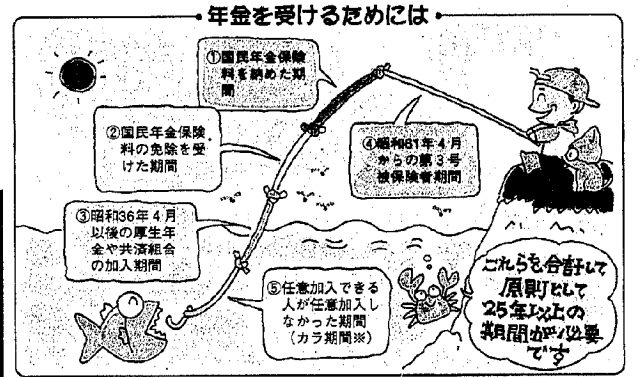 年金を受けるためには
①国民年金保険
料を納めた期
間
②国民年金保険
料の免除を受
けた期間
③昭和36年4月
以後の厚生年
金や共済組合
の加入期間
④昭和61年4月
からの第3号
被保険者期間
⑤任意加入できる
人が任意加入し
なかった期間
(カラ期間※)
これらを合計して
原則として
25年以上の
期間が必要
です